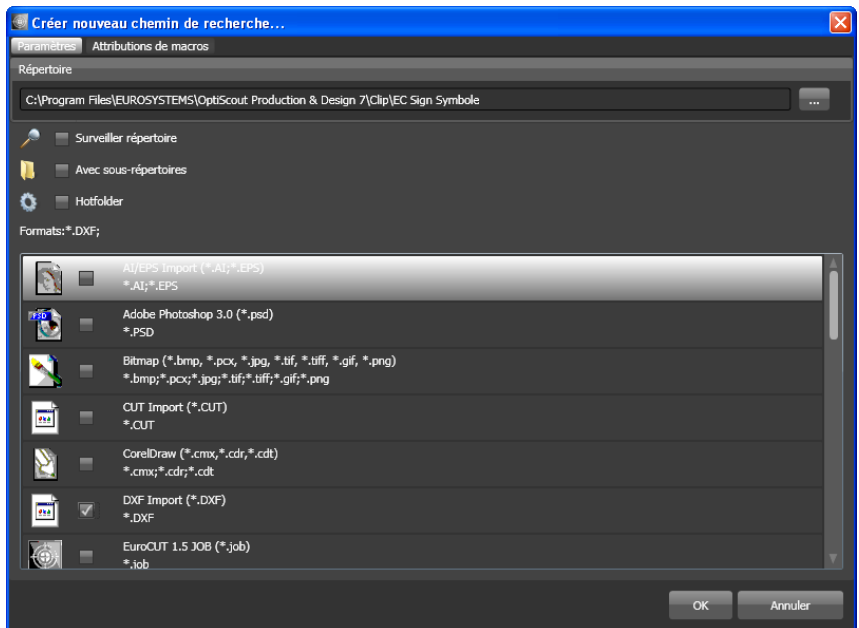 Créer nouveau chemin de recherche...
Paramètres Attributions de macros
Répertoire
C:\Program Files\EUROSYSTEMS\OptiScout Production & Design 7\Clip\EC Sign Symbole ...
Surveiller répertoire
Avec sous-répertoires
Hotfolder
Formats:*.DXF;
AI/EPS Import (*.AI;*.EPS)
*.AI;*.EPS
PSD
Adobe Photoshop 3.0 (*.psd)
*.PSD
Bitmap (*.bmp, *.pcx, *.jpg, *.tif, *.tiff, *.gif, *.png)
*.bmp;*.pcx;*.jpg;*.tif;*.tiff;*.gif;*.png
CUT Import (*.CUT)
*.CUT
CorelDraw (*.cmx,*.cdr,*.cdt)
*.cmx;*.cdr;*.cdt
DXF Import (*.DXF)
*.DXF
EuroCUT 1.5 JOB (*.job)
*.job
OK Annuler